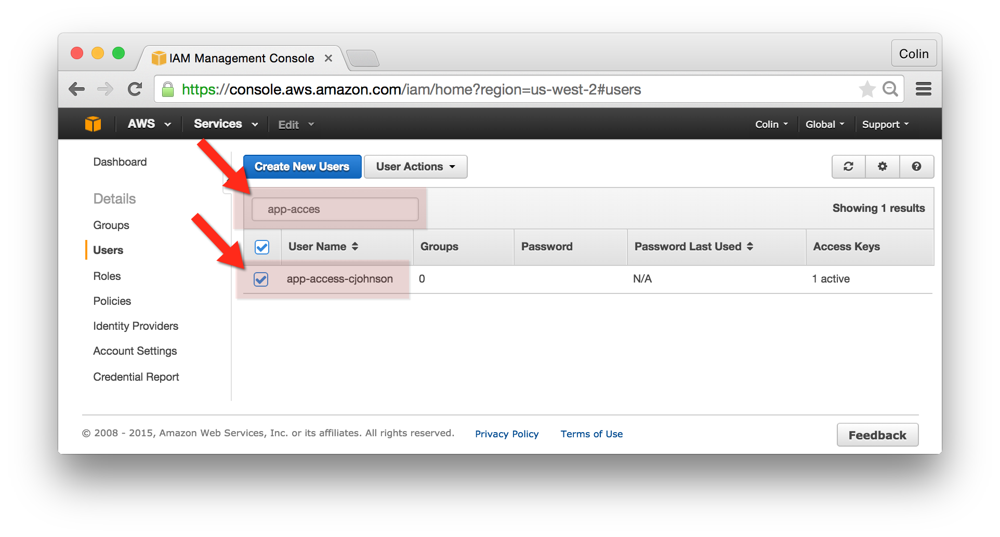 IAM Management Console
Colin
https://console.aws.amazon.com/iam/home?region=us-west-2#users
AWS Services Edit Colin Global Support
Dashboard
Details
Groups
Users
Roles
Policies
Identity Providers
Account Settings
Credential Report
Create New Users User Actions
app-acces Showing 1 results
User Name Groups Password Password Last Used Access Keys
app-access-cjohnson 0 N/A 1 active
© 2008 - 2015, Amazon Web Services, Inc. or its affiliates. All rights reserved. Privacy Policy Terms of Use Feedback